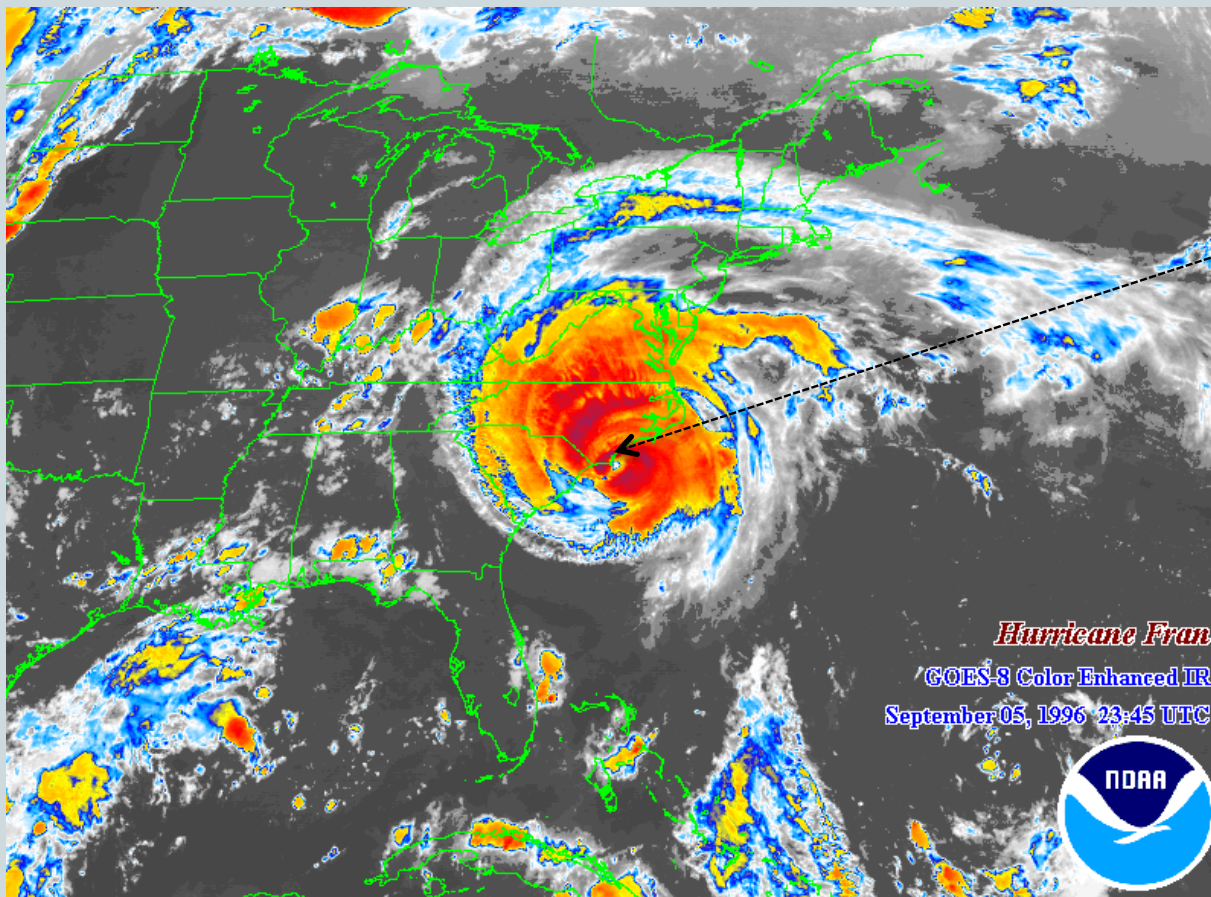 Hurricane Fran
GOES-8 Color Enhanced IR
September 05, 1996 23:45 UTC
NOAA